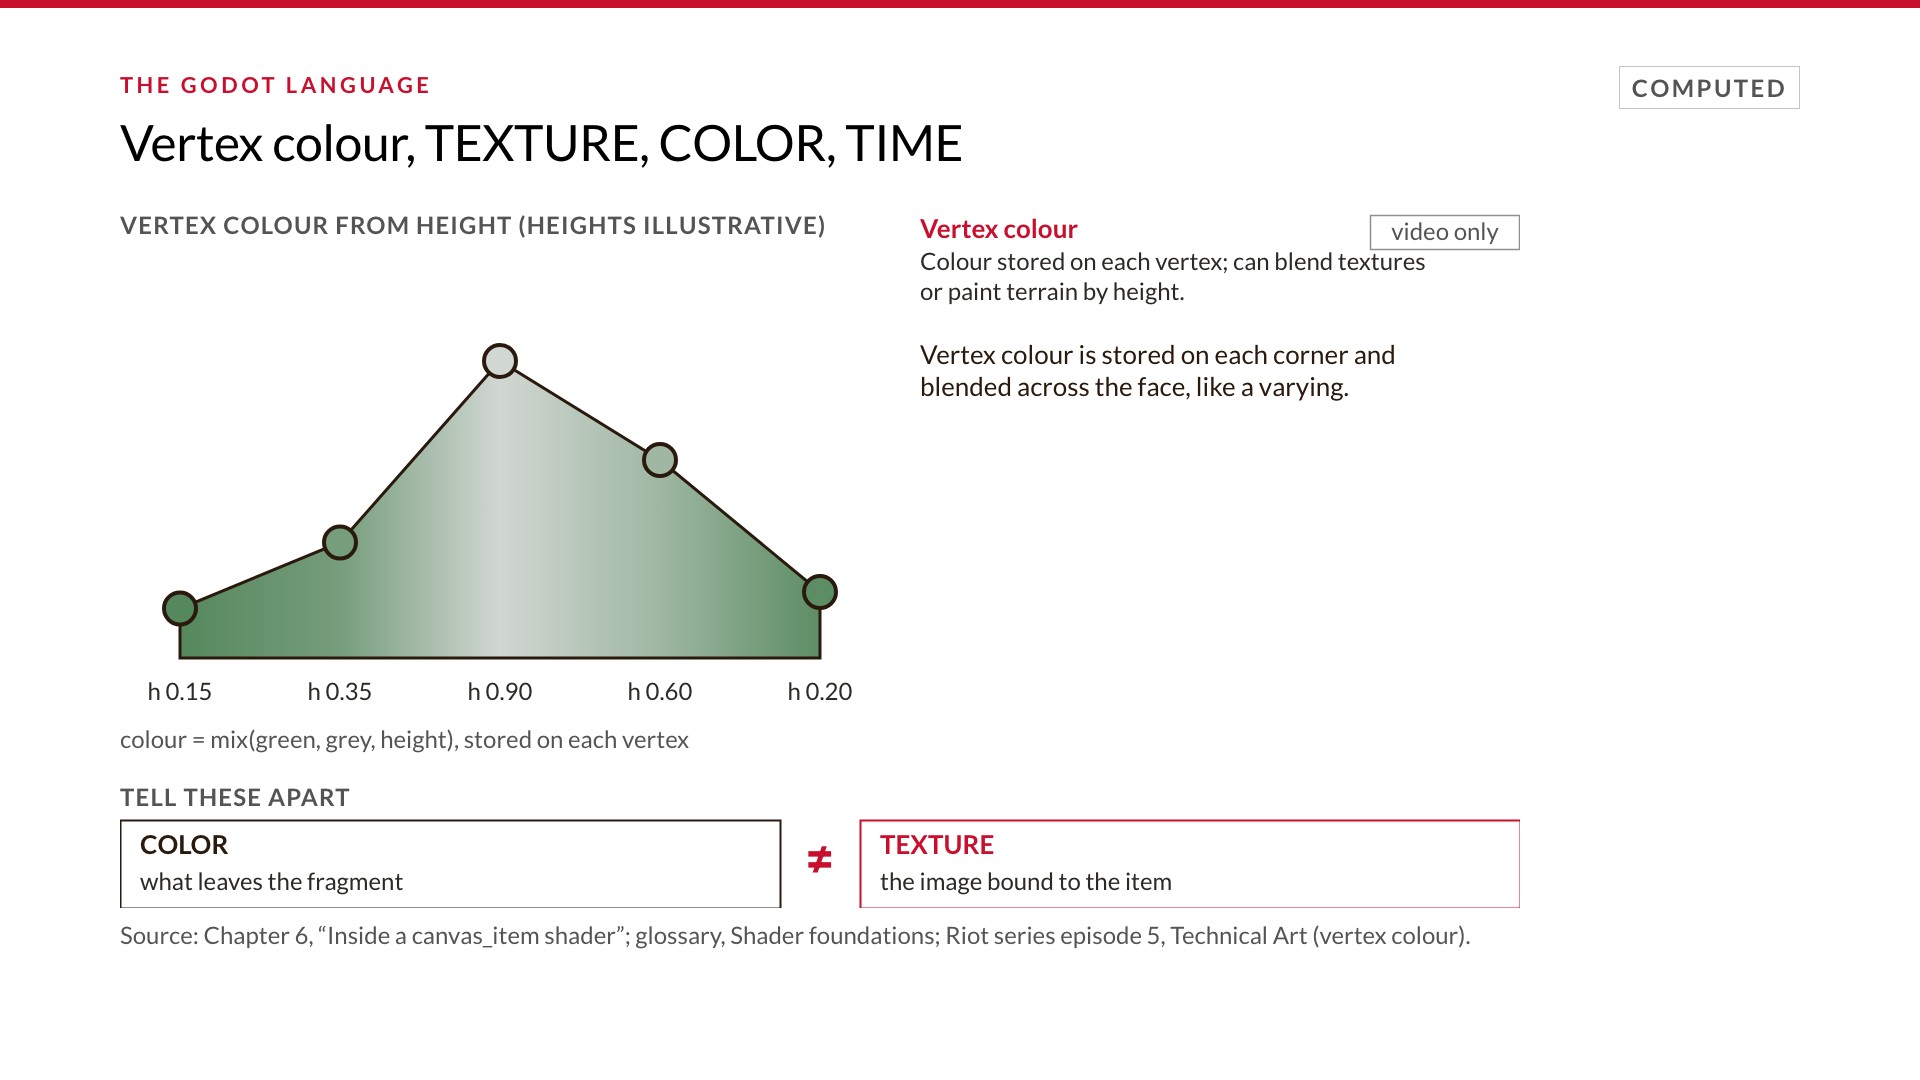 THE GODOT LANGUAGE
COMPUTED
Vertex colour, TEXTURE, COLOR, TIME
VERTEX COLOUR FROM HEIGHT (HEIGHTS ILLUSTRATIVE)
h 0.15
h 0.35
h 0.90
h 0.60
h 0.20
colour = mix(green, grey, height), stored on each vertex
Vertex colour
video only
Colour stored on each vertex; can blend textures
or paint terrain by height.
Vertex colour is stored on each corner and
blended across the face, like a varying.
TELL THESE APART
COLOR
what leaves the fragment
≠
TEXTURE
the image bound to the item
Source: Chapter 6, “Inside a canvas_item shader”; glossary, Shader foundations; Riot series episode 5, Technical Art (vertex colour).